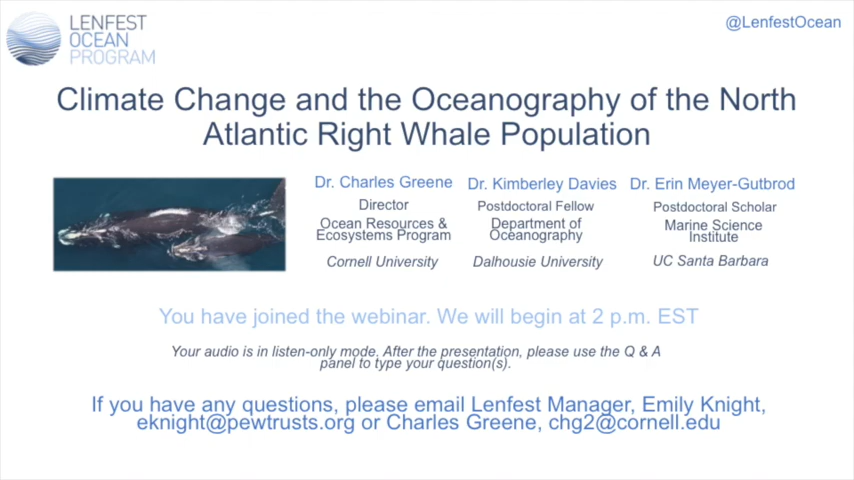 LENFEST
OCEAN
PROGRAM
@LenfestOcean
Climate Change and the Oceanography of the North
Atlantic Right Whale Population
Dr. Charles Greene
Director
Ocean Resources &
Ecosystems Program
Cornell University
Dr. Kimberley Davies
Postdoctoral Fellow
Department of
Oceanography
Dalhousie University
Dr. Erin Meyer-Gutbrod
Postdoctoral Scholar
Marine Science
Institute
UC Santa Barbara
You have joined the webinar. We will begin at 2 p.m. EST
Your audio is in listen-only mode. After the presentation, please use the Q & A
panel to type your question(s).
If you have any questions, please email Lenfest Manager, Emily Knight,
eknight@pewtrusts.org or Charles Greene, chg2@cornell.edu